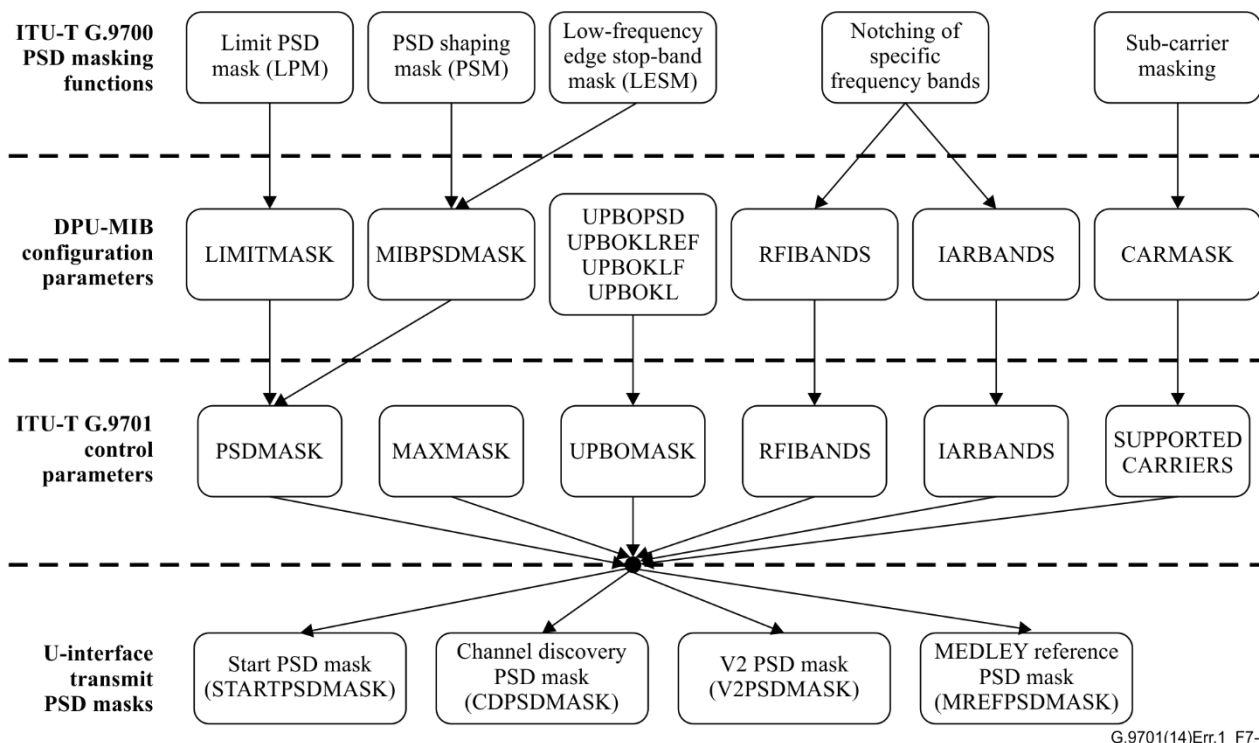 ITU-T G.9700
PSD masking
functions
Limit PSD
mask (LPM)
PSD shaping
mask (PSM)
Low-frequency
edge stop-band
mask (LESM)
Notching of
specific
frequency bands
Sub-carrier
masking
DPU-MIB
configuration
parameters
LIMITMASK
MIBPSDMASK
UPBOPSD
UPBOKLREF
UPBOKLF
UPBOKL
RFIBANDS
IARBANDS
CARMASK
ITU-T G.9701
control
parameters
PSDMASK
MAXMASK
UPBOMASK
RFIBANDS
IARBANDS
SUPPORTED
CARRIERS
U-interface
transmit
PSD masks
Start PSD mask
(STARTPSDMASK)
Channel discovery
PSD mask
(CDPSDMASK)
V2 PSD mask
(V2PSDMASK)
MEDLEY reference
PSD mask
(MREFPSDMASK)
G.9701(14)Err.1_F7-